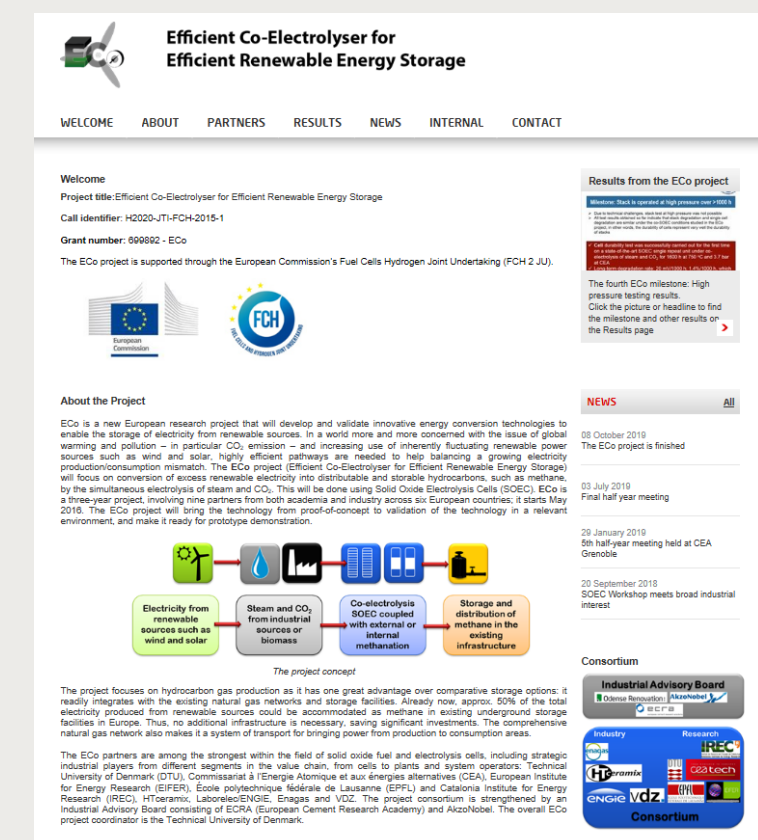 ECo
Efficient Co-Electrolyser for
Efficient Renewable Energy Storage
WELCOME ABOUT PARTNERS RESULTS NEWS INTERNAL CONTACT
Welcome
Project title:Efficient Co-Electrolyser for Efficient Renewable Energy Storage
Call identifier: H2020-JTI-FCH-2015-1
Grant number: 699892 - ECo
The ECo project is supported through the European Commission's Fuel Cells Hydrogen Joint Undertaking (FCH 2 JU).
European
Commission
FCH
FUEL CELLS AND HYDROGEN JOINT UNDERTAKING
About the Project
ECo is a new European research project that will develop and validate innovative energy conversion technologies to
enable the storage of electricity from renewable sources. In a world more and more concerned with the issue of global
warming and pollution – in particular CO₂ emission – and increasing use of inherently fluctuating renewable power
sources such as wind and solar, highly efficient pathways are needed to help balancing a growing electricity
production/consumption mismatch. The ECo project (Efficient Co-Electrolyser for Efficient Renewable Energy Storage)
will focus on conversion of excess renewable electricity into distributable and storable hydrocarbons, such as methane,
by the simultaneous electrolysis of steam and CO₂. This will be done using Solid Oxide Electrolysis Cells (SOEC). ECo is
a three-year project, involving nine partners from both academia and industry across six European countries; it starts May
2016. The ECo project will bring the technology from proof-of-concept to validation of the technology in a relevant
environment, and make it ready for prototype demonstration.
Electricity from
renewable
sources such as
wind and solar
Steam and CO₂
from industrial
sources or
biomass
Co-electrolysis
SOEC coupled
with external or
internal
methanation
Storage and
distribution of
methane in the
existing
infrastructure
The project concept
The project focuses on hydrocarbon gas production as it has one great advantage over comparative storage options: it
readily integrates with the existing natural gas networks and storage facilities. Already now, approx. 50% of the total
electricity produced from renewable sources could be accommodated as methane in existing underground storage
facilities in Europe. Thus, no additional infrastructure is necessary, saving significant investments. The comprehensive
natural gas network also makes it a system of transport for bringing power from production to consumption areas.
The ECo partners are among the strongest within the field of solid oxide fuel and electrolysis cells, including strategic
industrial players from different segments in the value chain, from cells to plants and system operators: Technical
University of Denmark (DTU), Commissariat à l'Energie Atomique et aux énergies alternatives (CEA), European Institute
for Energy Research (EIFER), École polytechnique fédérale de Lausanne (EPFL) and Catalonia Institute for Energy
Research (IREC), HTceramix, Laborelec/ENGIE, Enagas and VDZ. The project consortium is strengthened by an
Industrial Advisory Board consisting of ECRA (European Cement Research Academy) and AkzoNobel. The overall ECo
project coordinator is the Technical University of Denmark.
Results from the ECo project
Milestone: Stack is operated at high pressure over >1000 h
Due to technical challenges, stack test at high pressure was not possible
The fourth ECo milestone: High
pressure testing results.
Click the picture or headline to find
the milestone and other results on
the Results page
NEWS All
08 October 2019
The ECo project is finished
03 July 2019
Final half year meeting
29 January 2019
5th half-year meeting held at CEA
Grenoble
20 September 2018
SOEC Workshop meets broad industrial
interest
Consortium
Industrial Advisory Board
Odense Renovation AkzoNobel
ecra
Industry Research
enagas IREC
HTceramix ceatech
ENGIE vdz. EPFL
Consortium